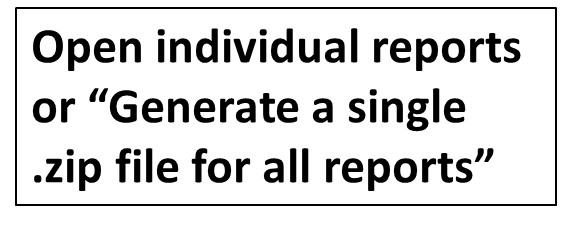 Open individual reports
or “Generate a single
.zip file for all reports”